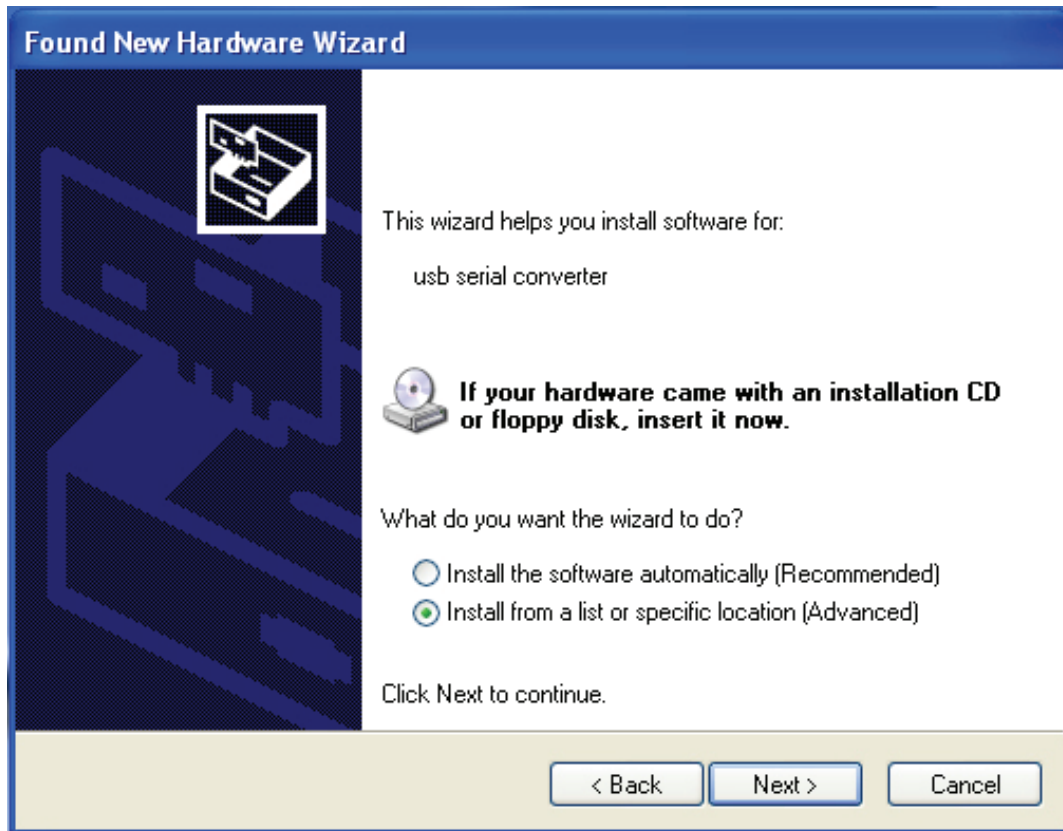 Found New Hardware Wizard
This wizard helps you install software for:
usb serial converter
If your hardware came with an installation CD
or floppy disk, insert it now.
What do you want the wizard to do?
Install the software automatically (Recommended)
Install from a list or specific location (Advanced)
Click Next to continue.
< Back Next > Cancel